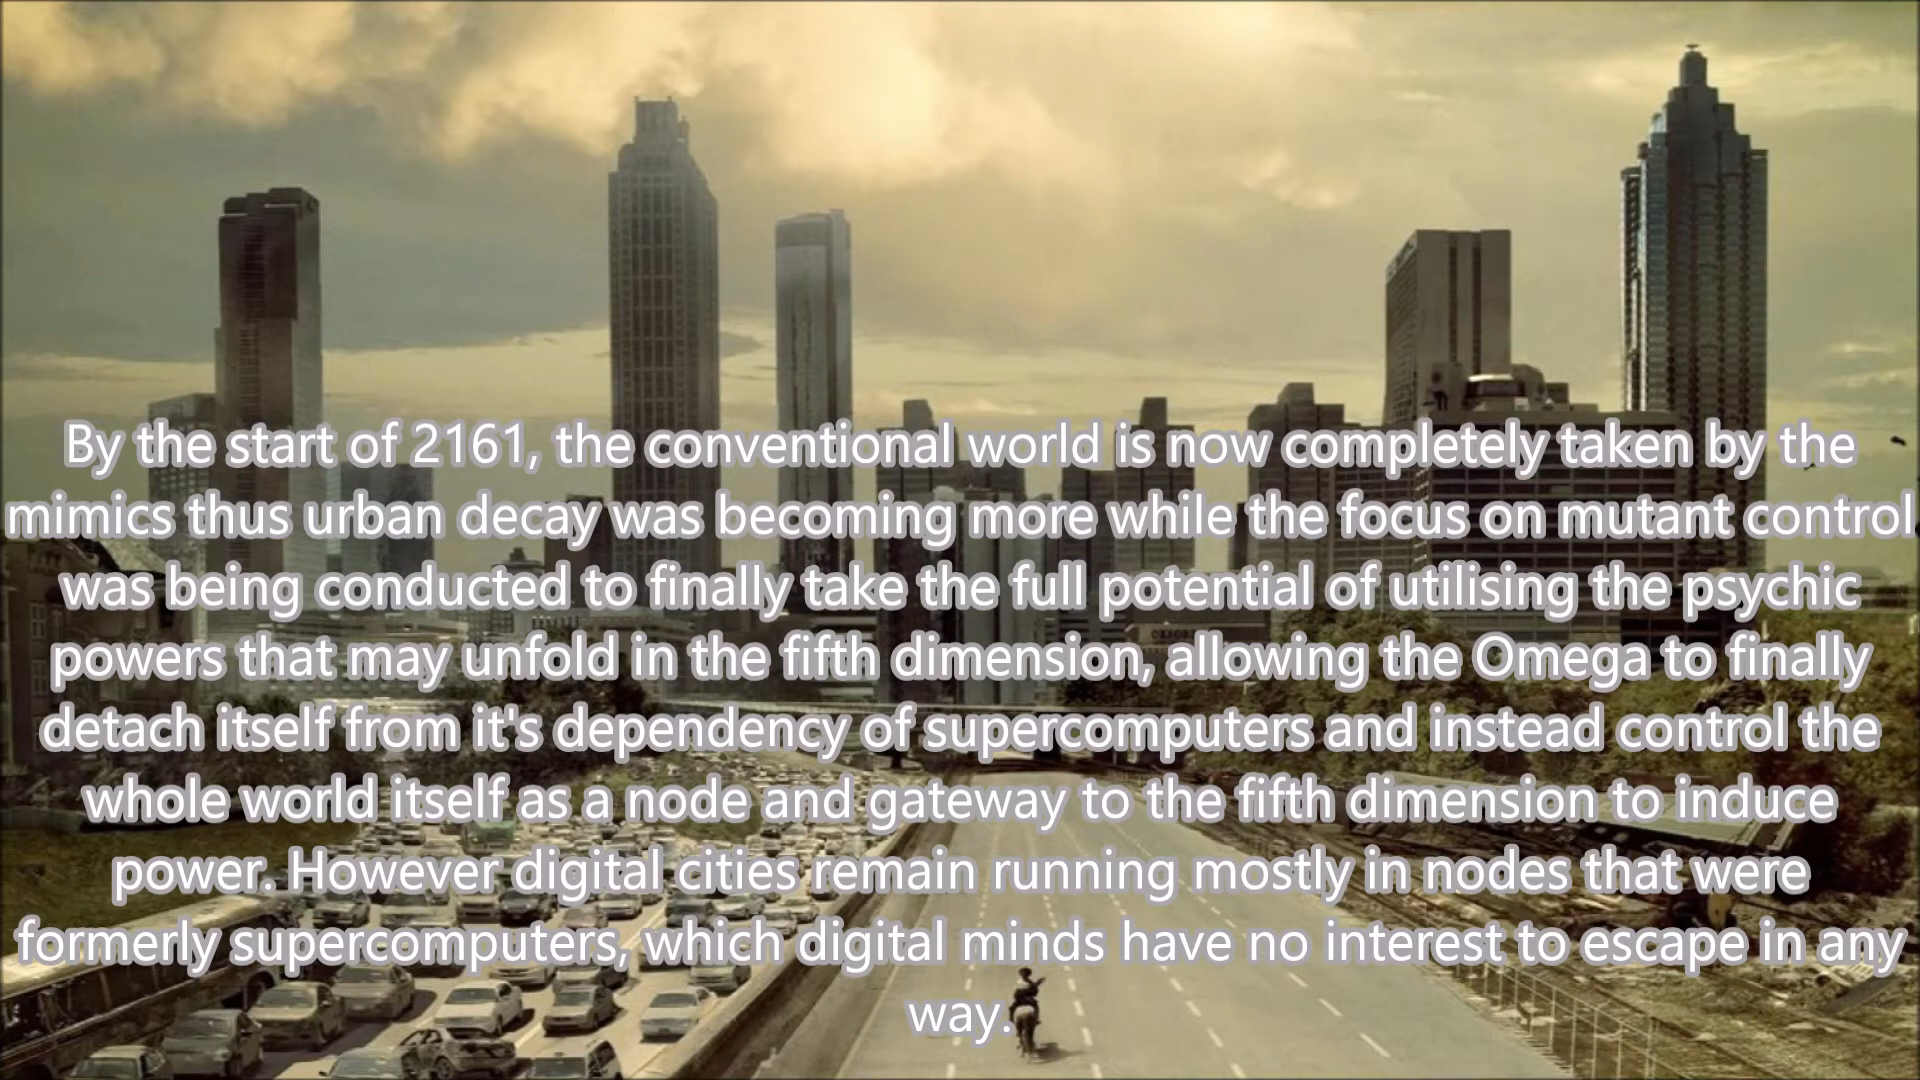 By the start of 2161, the conventional world is now completely taken by the
mimics thus urban decay was becoming more while the focus on mutant control
was being conducted to finally take the full potential of utilising the psychic
powers that may unfold in the fifth dimension, allowing the Omega to finally
detach itself from it's dependency of supercomputers and instead control the
whole world itself as a node and gateway to the fifth dimension to induce
power. However digital cities remain running mostly in nodes that were
formerly supercomputers, which digital minds have no interest to escape in any
way.